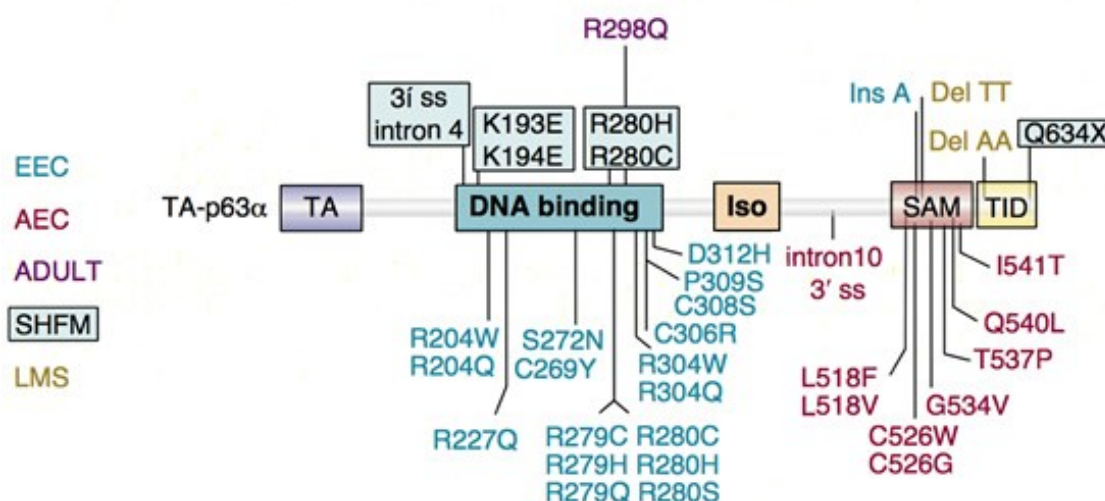 R298Q
3í ss
intron 4
K193E
K194E
R280H
R280C
Ins A
Del TT
Del AA
Q634X
EEC
AEC
ADULT
SHFM
LMS
TA-p63α
TA
DNA binding
Iso
SAM
TID
D312H
P309S
C308S
C306R
R304W
R304Q
intron10
3′ ss
I541T
Q540L
T537P
R204W
R204Q
S272N
C269Y
L518F
L518V
G534V
R227Q
R279C R280C
R279H R280H
R279Q R280S
C526W
C526G